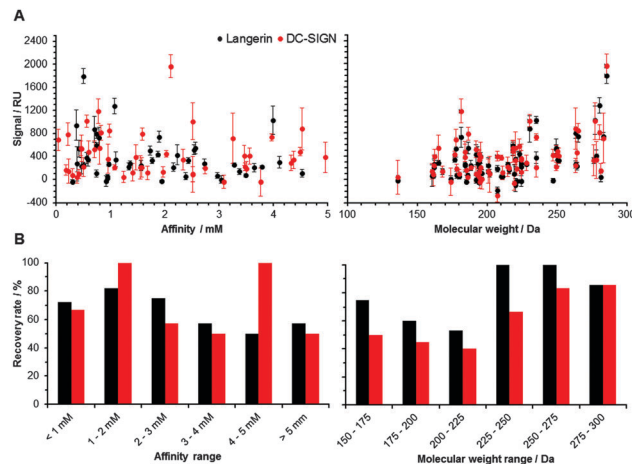 A
Langerin DC-SIGN
Signal / RU
2400
2000
1600
1200
800
400
0
-400
0 1 2 3 4 5
Affinity / mM
100 150 200 250 300
Molecular weight / Da
B
Recovery rate / %
100
80
60
40
20
0
< 1 mM
1 - 2 mM
2 - 3 mM
3 - 4 mM
4 - 5 mM
> 5 mm
Affinity range
150 - 175
175 - 200
200 - 225
225 - 250
250 - 275
275 - 300
Molecular weight range / Da